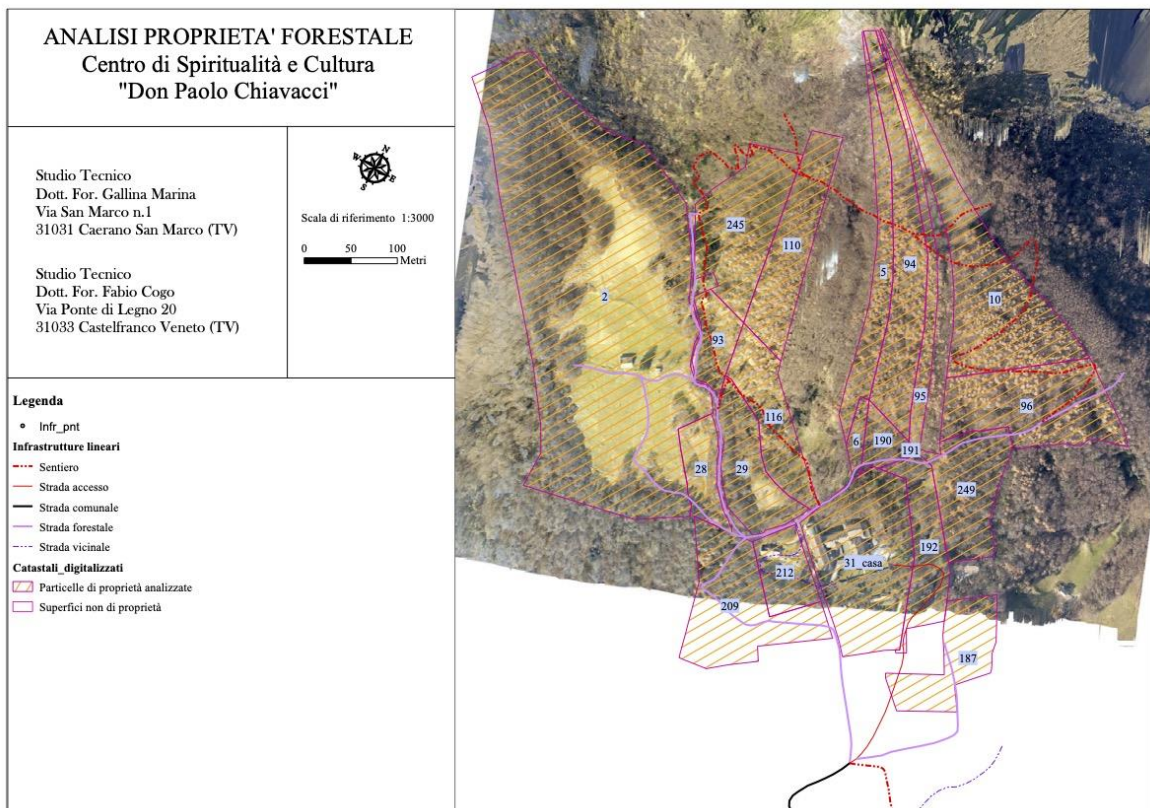 ANALISI PROPRIETA' FORESTALE
Centro di Spiritualità e Cultura
"Don Paolo Chiavacci"
Studio Tecnico
Dott. For. Gallina Marina
Via San Marco n.1
31031 Caerano San Marco (TV)
Studio Tecnico
Dott. For. Fabio Cogo
Via Ponte di Legno 20
31033 Castelfranco Veneto (TV)
N
W
E
S
Scala di riferimento 1:3000
0 50 100
Metri
Legenda
Infr_pnt
Infrastrutture lineari
Sentiero
Strada accesso
Strada comunale
Strada forestale
Strada vicinale
Catastali_digitalizzati
Particelle di proprietà analizzate
Superfici non di proprietà
245
110
5
94
2
10
93
95
96
116
6
190
191
28
29
249
192
31_casa
212
209
187